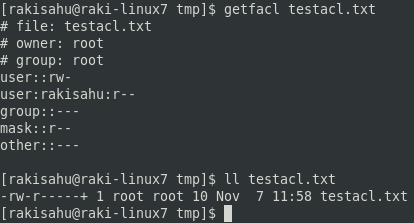 [rakisahu@raki-linux7 tmp]$ getfacl testacl.txt
# file: testacl.txt
# owner: root
# group: root
user::rw-
user:rakisahu:r--
group::---
mask::r--
other::---
[rakisahu@raki-linux7 tmp]$ ll testacl.txt
-rw-r-----+ 1 root root 10 Nov  7 11:58 testacl.txt
[rakisahu@raki-linux7 tmp]$